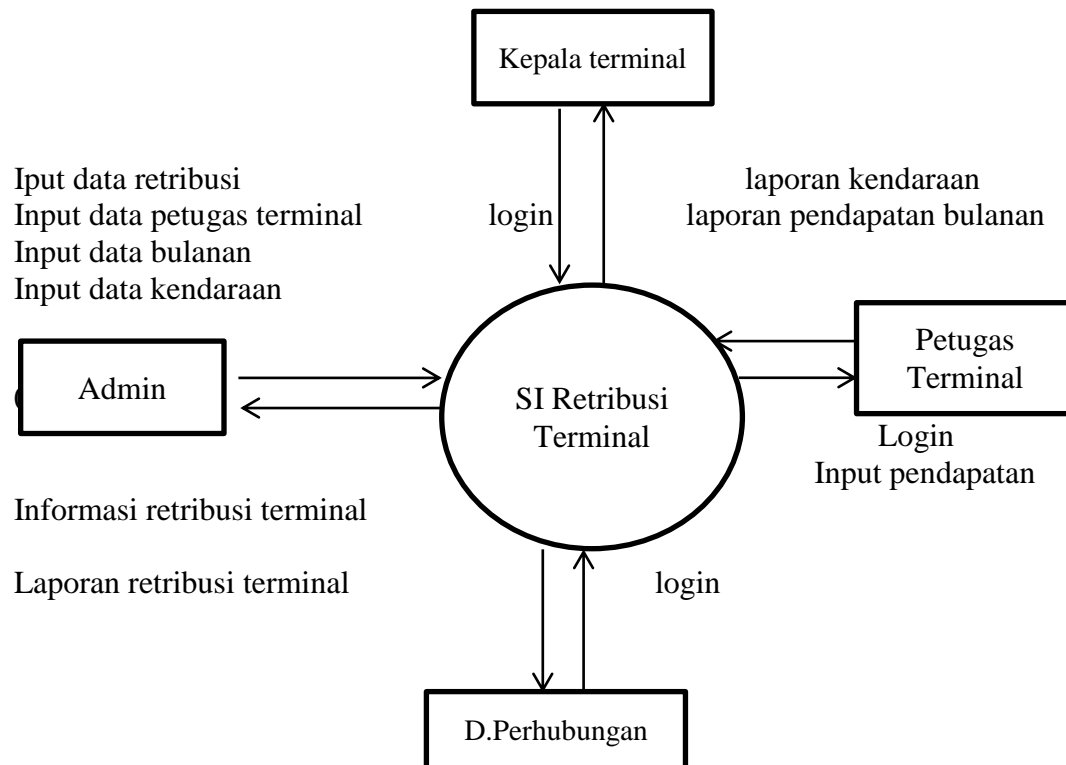 Kepala terminal
Iput data retribusi
Input data petugas terminal
Input data bulanan
Input data kendaraan
login
laporan kendaraan
laporan pendapatan bulanan
Admin
SI Retribusi
Terminal
Petugas
Terminal
Login
Input pendapatan
Informasi retribusi terminal
Laporan retribusi terminal
login
D.Perhubungan